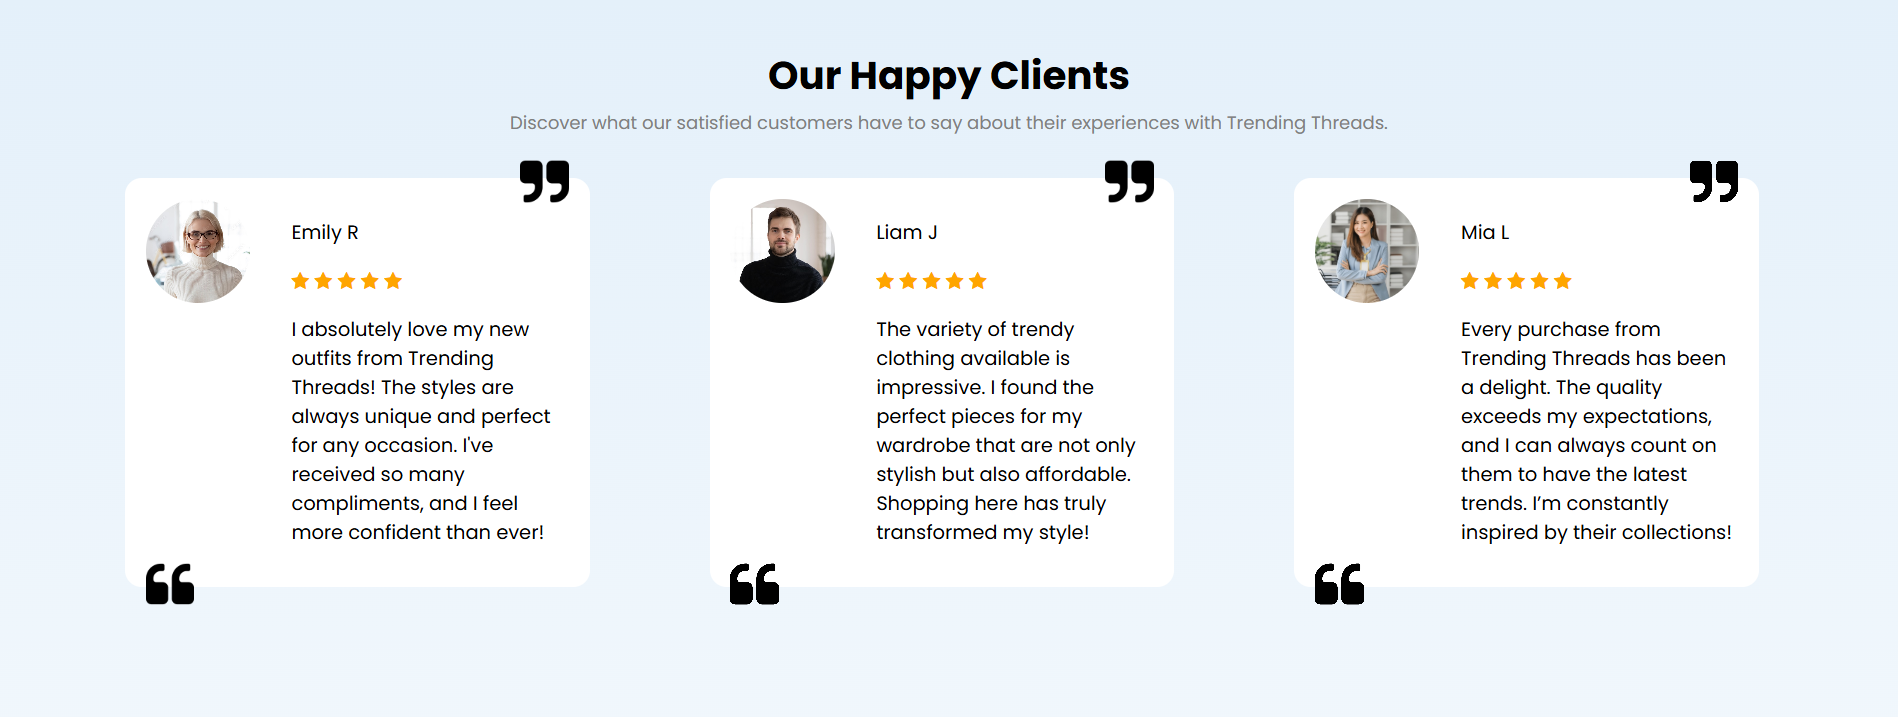 Our Happy Clients
Discover what our satisfied customers have to say about their experiences with Trending Threads.
”
Emily R
I absolutely love my new
outfits from Trending
Threads! The styles are
always unique and perfect
for any occasion. I've
received so many
compliments, and I feel
more confident than ever!
“
”
Liam J
The variety of trendy
clothing available is
impressive. I found the
perfect pieces for my
wardrobe that are not only
stylish but also affordable.
Shopping here has truly
transformed my style!
“
”
Mia L
Every purchase from
Trending Threads has been
a delight. The quality
exceeds my expectations,
and I can always count on
them to have the latest
trends. I’m constantly
inspired by their collections!
“